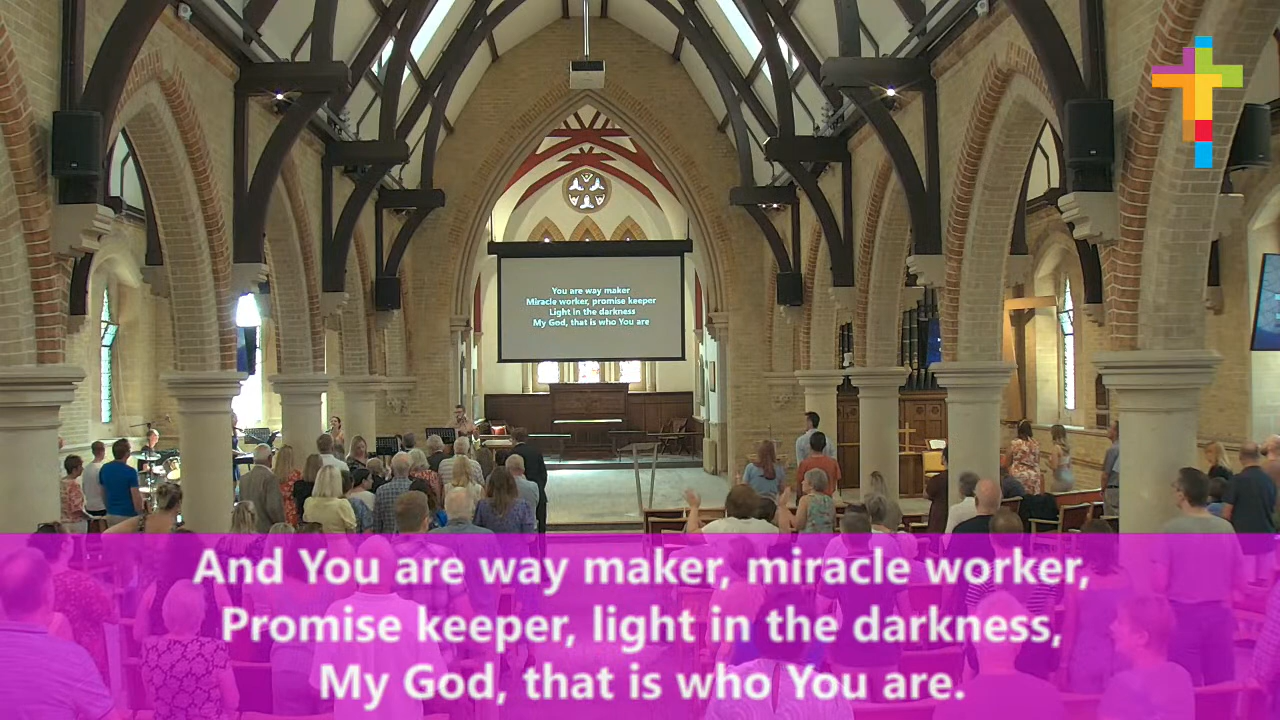 You are way maker
Miracle worker, promise keeper
Light in the darkness
My God, that is who You are
And You are way maker, miracle worker,
Promise keeper, light in the darkness,
My God, that is who You are.